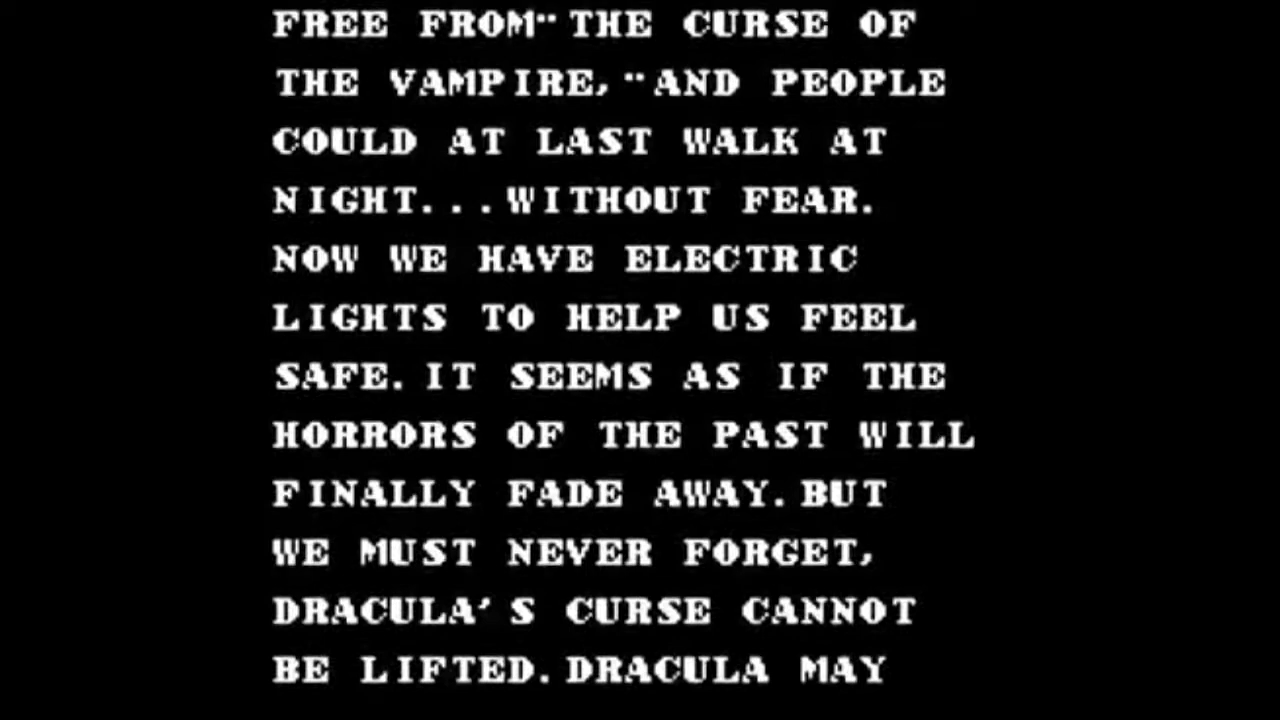 FREE FROM" THE CURSE OF
THE VAMPIRE, "AND PEOPLE
COULD AT LAST WALK AT
NIGHT...WITHOUT FEAR.
NOW WE HAVE ELECTRIC
LIGHTS TO HELP US FEEL
SAFE. IT SEEMS AS IF THE
HORRORS OF THE PAST WILL
FINALLY FADE AWAY. BUT
WE MUST NEVER FORGET,
DRACULA'S CURSE CANNOT
BE LIFTED. DRACULA MAY